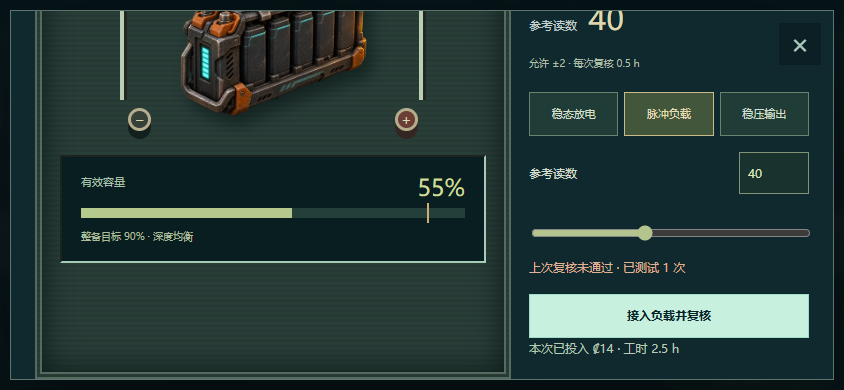 −
+
有效容量
55%
整备目标 90% · 深度均衡
参考读数 40
允许 ±2 · 每次复核 0.5 h
稳态放电
脉冲负载
稳压输出
参考读数
40
上次复核未通过 · 已测试 1 次
接入负载并复核
本次已投入 ₡14 · 工时 2.5 h